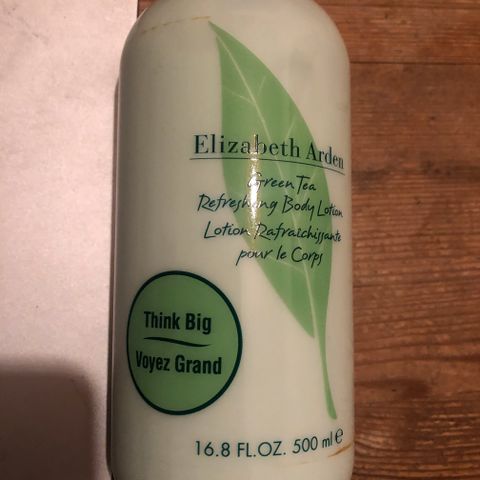 Elizabeth Arden
Green Tea
Refreshing Body Lotion
Lotion Rafraîchissante
pour le Corps
Think Big
Voyez Grand
16.8 FL.OZ. 500 ml ℮